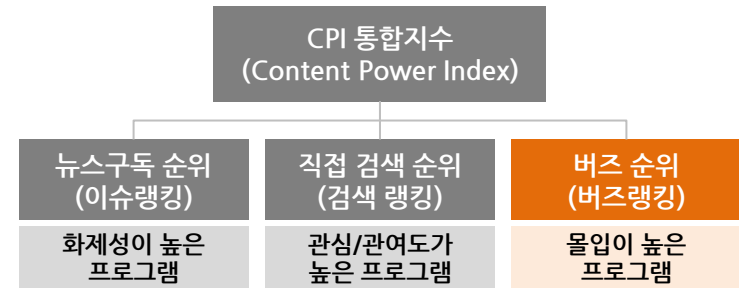 CPI 통합지수
(Content Power Index)
뉴스구독 순위
(이슈랭킹)
화제성이 높은
프로그램
직접 검색 순위
(검색 랭킹)
관심/관여도가
높은 프로그램
버즈 순위
(버즈랭킹)
몰입이 높은
프로그램